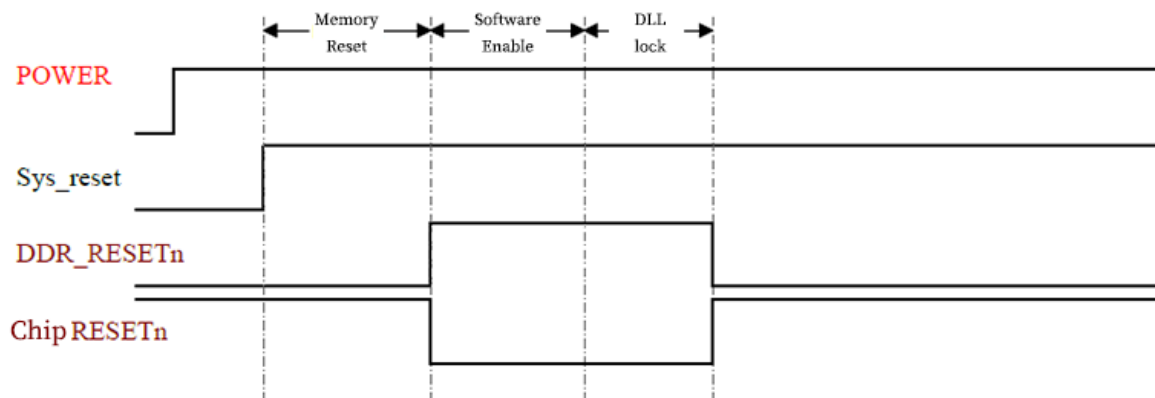 Memory
Reset
Software
Enable
DLL
lock
POWER
Sys_reset
DDR_RESETn
Chip RESETn